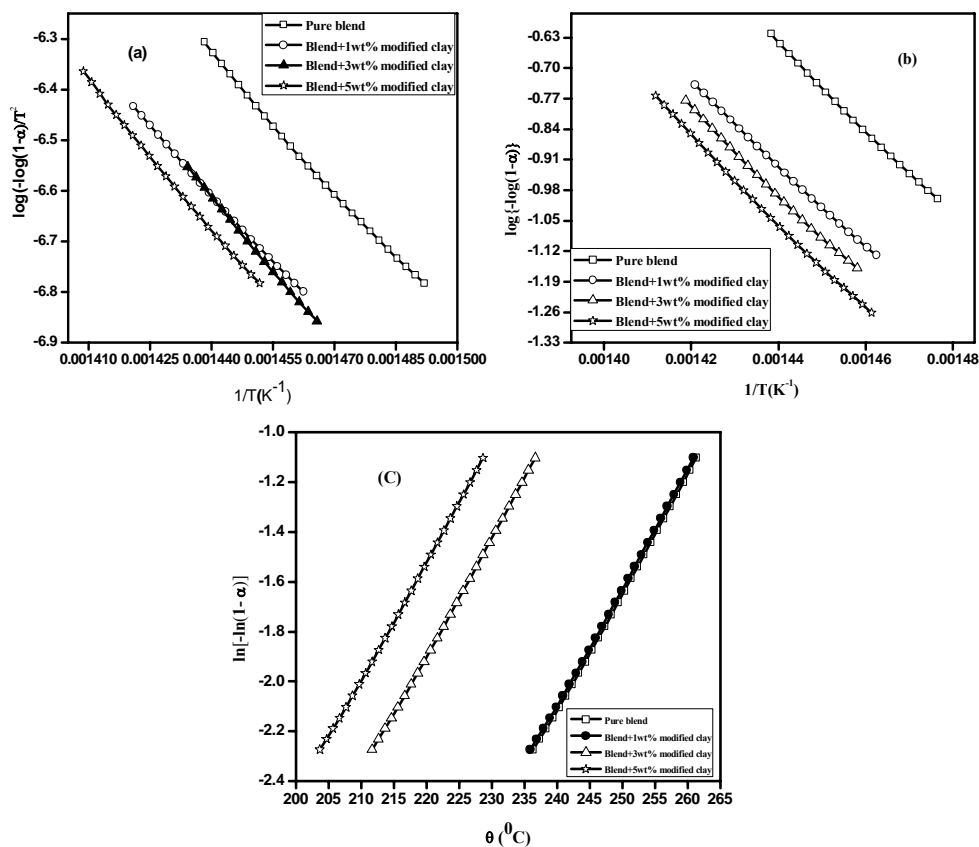 (a)
Pure blend
Blend+1wt% modified clay
Blend+3wt% modified clay
Blend+5wt% modified clay
-6.3
-6.4
-6.5
-6.6
-6.7
-6.8
-6.9
log(-log(1-α)/T²
0.001410 0.001425 0.001440 0.001455 0.001470 0.001485 0.001500
1/T(K⁻¹)
(b)
-0.63
-0.70
-0.77
-0.84
-0.91
-0.98
-1.05
-1.12
-1.19
-1.26
-1.33
log{-log(1-α)}
Pure blend
Blend+1wt% modified clay
Blend+3wt% modified clay
Blend+5wt% modified clay
0.00140 0.00142 0.00144 0.00146 0.00148
1/T(K⁻¹)
(C)
-1.0
-1.2
-1.4
-1.6
-1.8
-2.0
-2.2
-2.4
ln[-ln(1- α)]
Pure blend
Blend+1wt% modified clay
Blend+3wt% modified clay
Blend+5wt% modified clay
200 205 210 215 220 225 230 235 240 245 250 255 260 265
θ (⁰C)